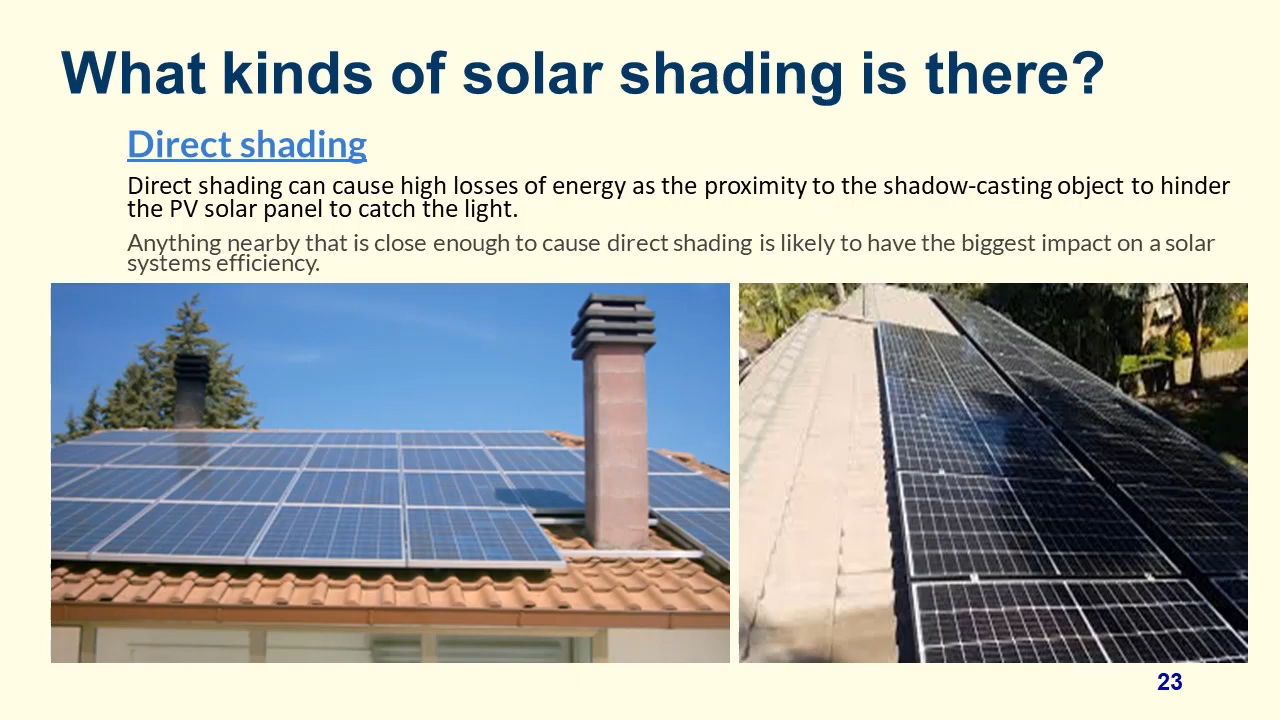 What kinds of solar shading is there?
Direct shading
Direct shading can cause high losses of energy as the proximity to the shadow-casting object to hinder
the PV solar panel to catch the light.
Anything nearby that is close enough to cause direct shading is likely to have the biggest impact on a solar
systems efficiency.
23